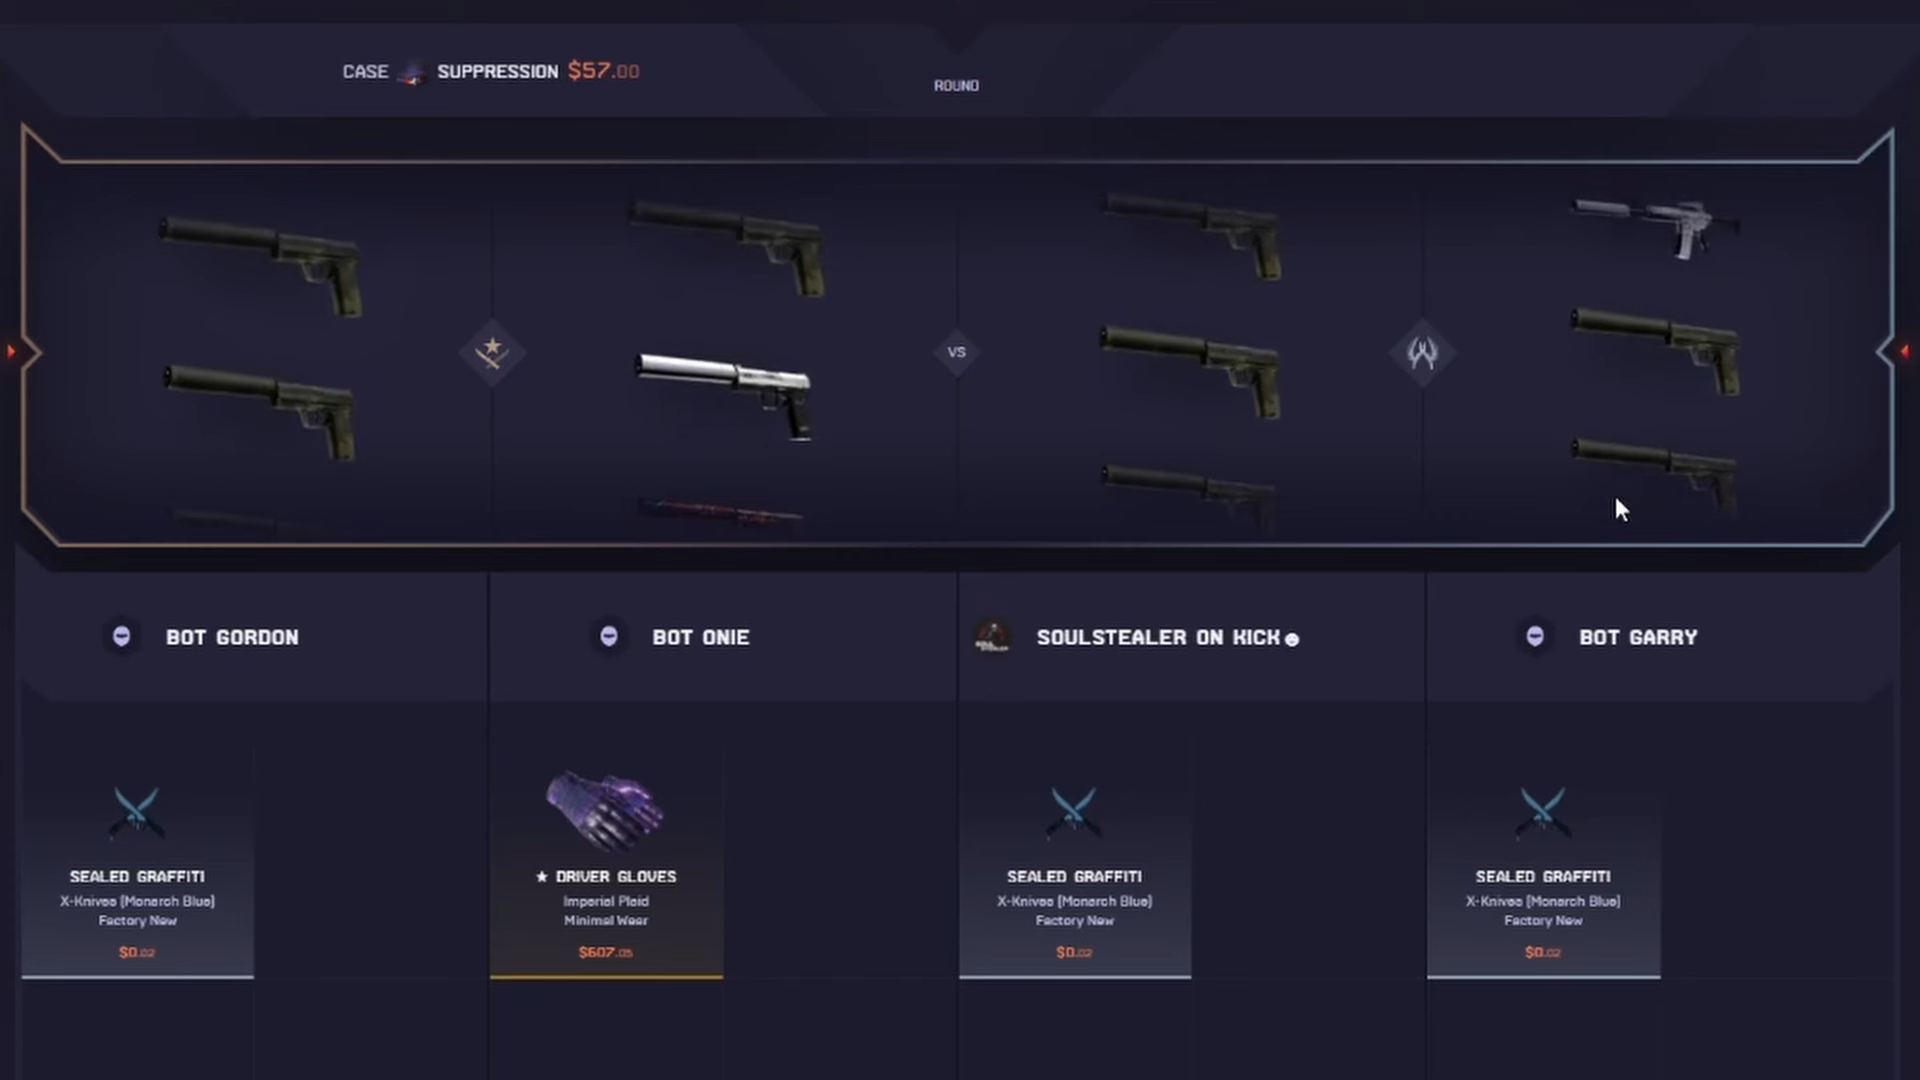 CASE SUPPRESSION $57.00
ROUND
VS
BOT GORDON
BOT ONIE
SOULSTEALER ON KICK
BOT GARRY
SEALED GRAFFITI
X-Knives (Monarch Blue)
Factory New
$0.02
★ DRIVER GLOVES
Imperial Plaid
Minimal Wear
$607.05
SEALED GRAFFITI
X-Knives (Monarch Blue)
Factory New
$0.02
SEALED GRAFFITI
X-Knives (Monarch Blue)
Factory New
$0.02